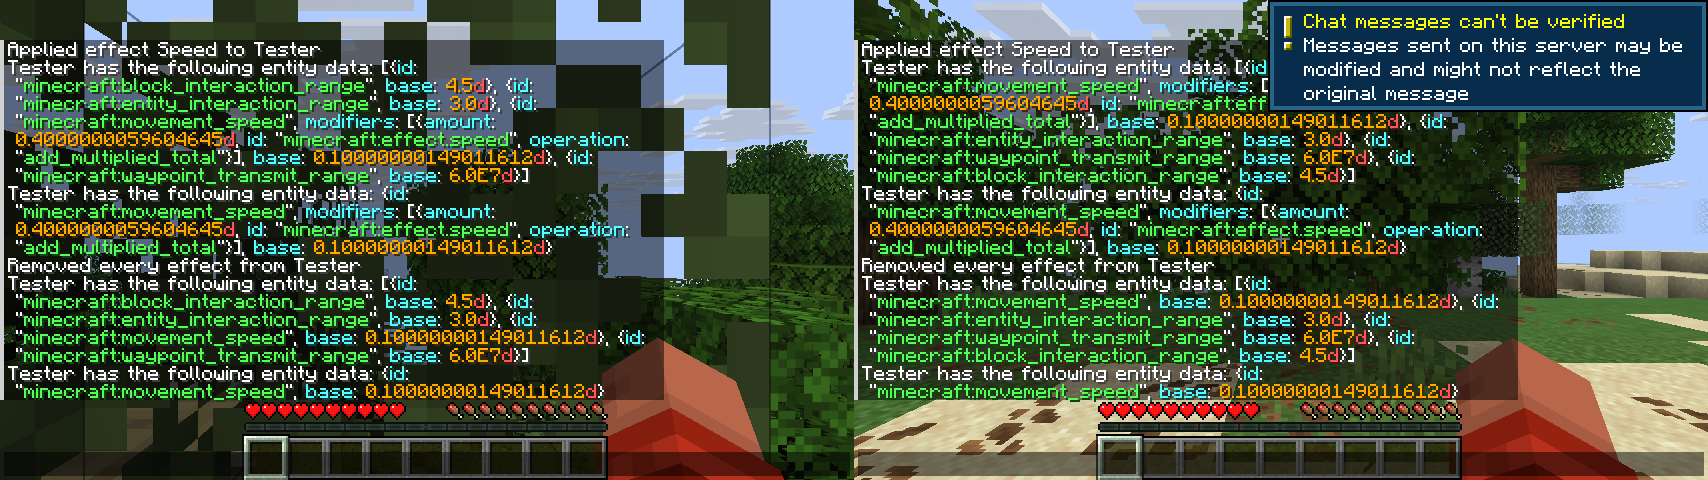 Applied effect Speed to Tester
Tester has the following entity data: [{id:
"minecraft:block_interaction_range", base: 4.5d}, {id:
"minecraft:entity_interaction_range", base: 3.0d}, {id:
"minecraft:movement_speed", modifiers: [{amount:
0.4000000059604645d, id: "minecraft:effect.speed", operation:
"add_multiplied_total"}], base: 0.10000000149011612d}, {id:
"minecraft:waypoint_transmit_range", base: 6.0E7d}]
Tester has the following entity data: {id:
"minecraft:movement_speed", modifiers: [{amount:
0.4000000059604645d, id: "minecraft:effect.speed", operation:
"add_multiplied_total"}], base: 0.10000000149011612d}
Removed every effect from Tester
Tester has the following entity data: [{id:
"minecraft:block_interaction_range", base: 4.5d}, {id:
"minecraft:entity_interaction_range", base: 3.0d}, {id:
"minecraft:movement_speed", base: 0.10000000149011612d}, {id:
"minecraft:waypoint_transmit_range", base: 6.0E7d}]
Tester has the following entity data: {id:
"minecraft:movement_speed", base: 0.10000000149011612d}
Applied effect Speed to Tester
Tester has the following entity data: [{id:
"minecraft:movement_speed", modifiers:
0.4000000059604645d, id: "minecraft:eff
"add_multiplied_total"}], base: 0.10000000149011612d}, {id:
"minecraft:entity_interaction_range", base: 3.0d}, {id:
"minecraft:waypoint_transmit_range", base: 6.0E7d}, {id:
"minecraft:block_interaction_range", base: 4.5d}]
Tester has the following entity data: {id:
"minecraft:movement_speed", modifiers: [{amount:
0.4000000059604645d, id: "minecraft:effect.speed", operation:
"add_multiplied_total"}], base: 0.10000000149011612d}
Removed every effect from Tester
Tester has the following entity data: [{id:
"minecraft:movement_speed", base: 0.10000000149011612d}, {id:
"minecraft:entity_interaction_range", base: 3.0d}, {id:
"minecraft:waypoint_transmit_range", base: 6.0E7d}, {id:
"minecraft:block_interaction_range", base: 4.5d}]
Tester has the following entity data: {id:
"minecraft:movement_speed", base: 0.10000000149011612d}
Chat messages can't be verified
Messages sent on this server may be
modified and might not reflect the
original message